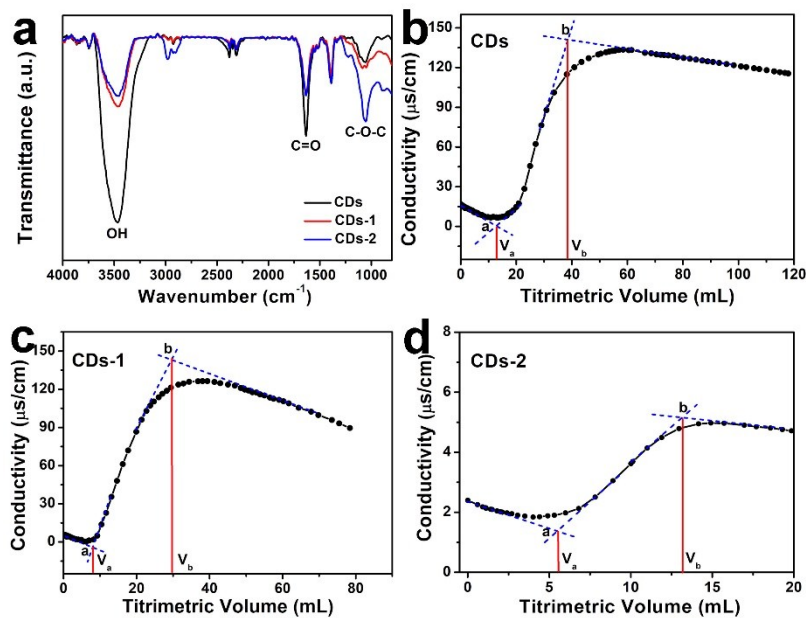 a
Transmittance (a.u.)
OH
C=O
C-O-C
CDs
CDs-1
CDs-2
4000 3500 3000 2500 2000 1500 1000
Wavenumber (cm⁻¹)
b
CDs
Conductivity (μs/cm)
150
120
90
60
30
0
b
a
Vₐ
V_b
0 20 40 60 80 100 120
Titrimetric Volume (mL)
c
CDs-1
Conductivity (μs/cm)
150
120
90
60
30
0
b
a
Vₐ
V_b
0 20 40 60 80
Titrimetric Volume (mL)
d
CDs-2
Conductivity (μs/cm)
8
6
4
2
0
b
a
Vₐ
V_b
0 5 10 15 20
Titrimetric Volume (mL)